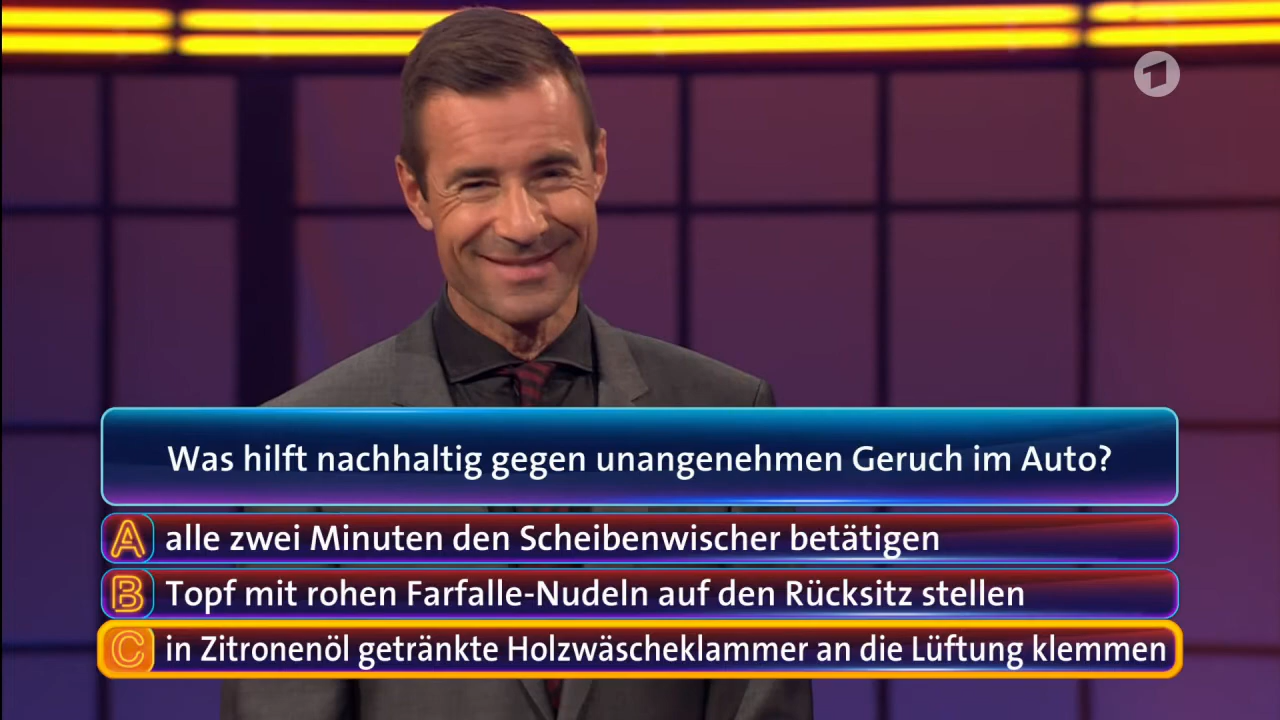 Was hilft nachhaltig gegen unangenehmen Geruch im Auto?
A alle zwei Minuten den Scheibenwischer betätigen
B Topf mit rohen Farfalle-Nudeln auf den Rücksitz stellen
C in Zitronenöl getränkte Holzwäscheklammer an die Lüftung klemmen
1